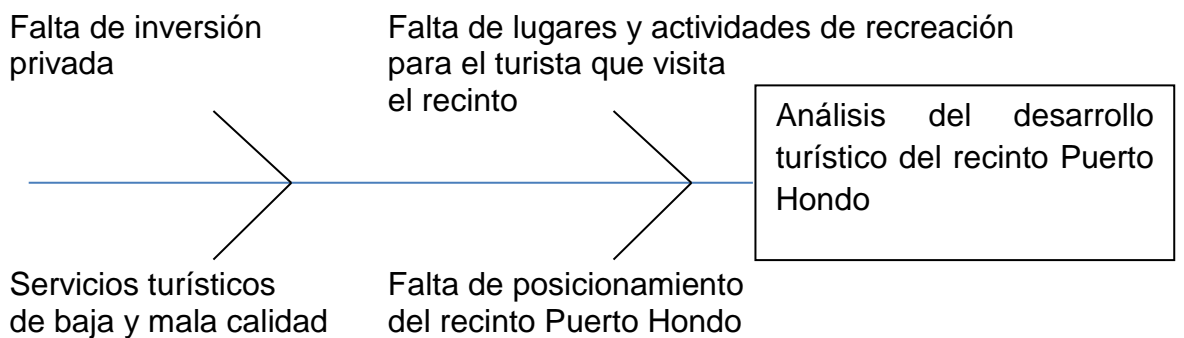 Falta de inversión
privada
Falta de lugares y actividades de recreación
para el turista que visita
el recinto
Análisis del desarrollo
turístico del recinto Puerto
Hondo
Servicios turísticos
de baja y mala calidad
Falta de posicionamiento
del recinto Puerto Hondo